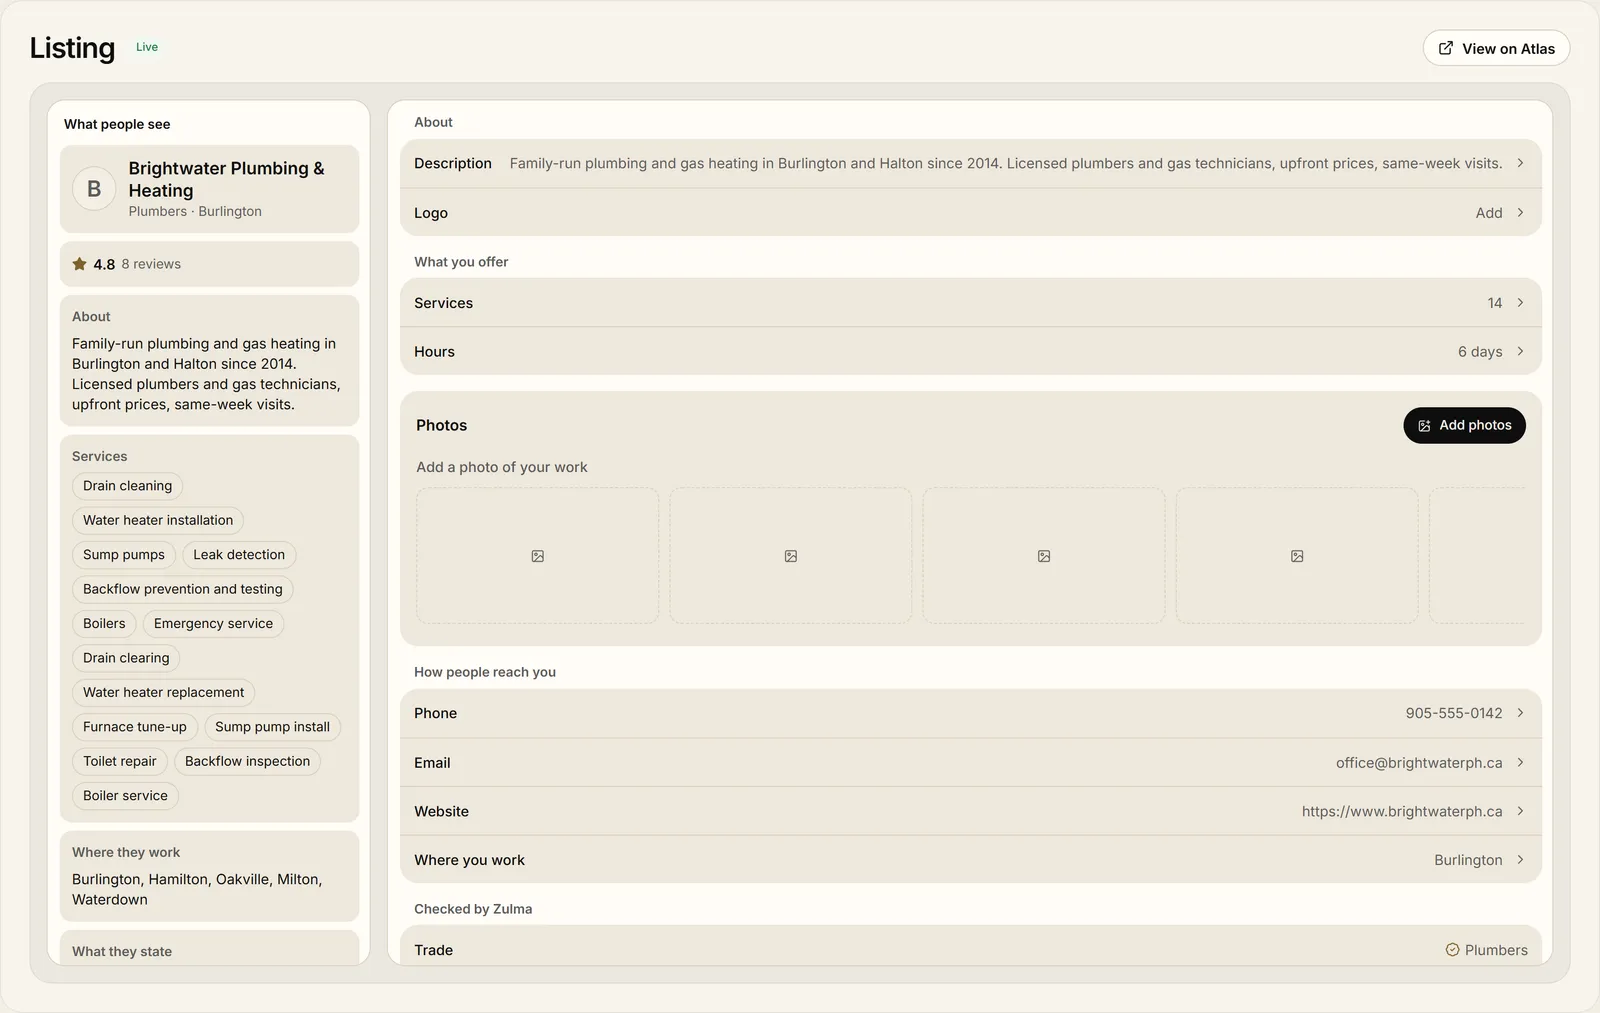 Listing
Live
View on Atlas
What people see
B
Brightwater Plumbing &
Heating
Plumbers · Burlington
4.8 8 reviews
About
Family-run plumbing and gas heating in
Burlington and Halton since 2014.
Licensed plumbers and gas technicians,
upfront prices, same-week visits.
Services
Drain cleaning
Water heater installation
Sump pumps
Leak detection
Backflow prevention and testing
Boilers
Emergency service
Drain clearing
Water heater replacement
Furnace tune-up
Sump pump install
Toilet repair
Backflow inspection
Boiler service
Where they work
Burlington, Hamilton, Oakville, Milton,
Waterdown
What they state
About
Description Family-run plumbing and gas heating in Burlington and Halton since 2014. Licensed plumbers and gas technicians, upfront prices, same-week visits.
Logo Add
What you offer
Services 14
Hours 6 days
Photos
Add photos
Add a photo of your work
How people reach you
Phone 905-555-0142
Email office@brightwaterph.ca
Website https://www.brightwaterph.ca
Where you work Burlington
Checked by Zulma
Trade Plumbers